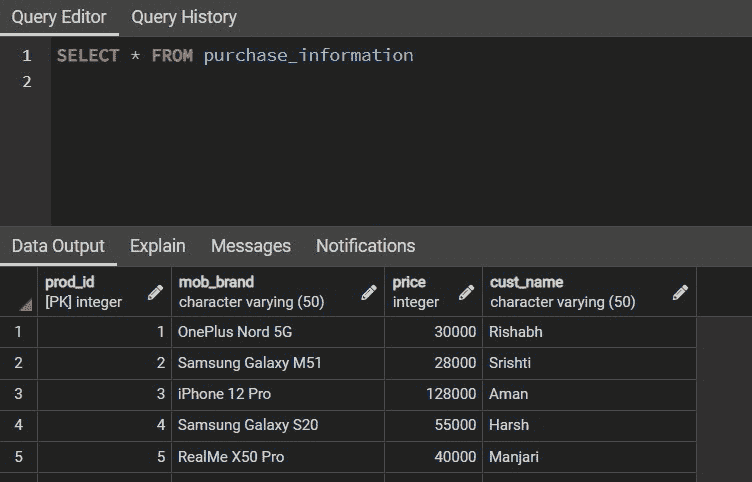 Query Editor Query History
1 SELECT * FROM purchase_information
2
Data Output Explain Messages Notifications
prod_id mob_brand price cust_name
[PK] integer character varying (50) integer character varying (50)
1 1 OnePlus Nord 5G 30000 Rishabh
2 2 Samsung Galaxy M51 28000 Srishti
3 3 iPhone 12 Pro 128000 Aman
4 4 Samsung Galaxy S20 55000 Harsh
5 5 RealMe X50 Pro 40000 Manjari